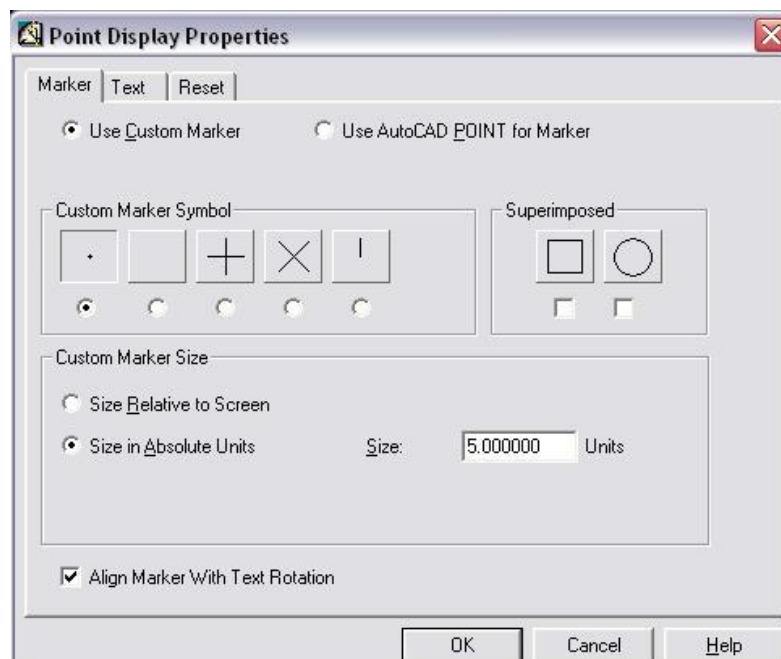 Point Display Properties
Marker Text Reset
Use Custom Marker Use AutoCAD POINT for Marker
Custom Marker Symbol Superimposed
Custom Marker Size
Size Relative to Screen
Size in Absolute Units Size: 5.000000 Units
Align Marker With Text Rotation
OK Cancel Help